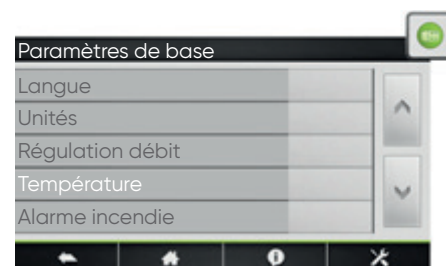 Paramètres de base
Langue
Unités
Régulation débit
Température
Alarme incendie